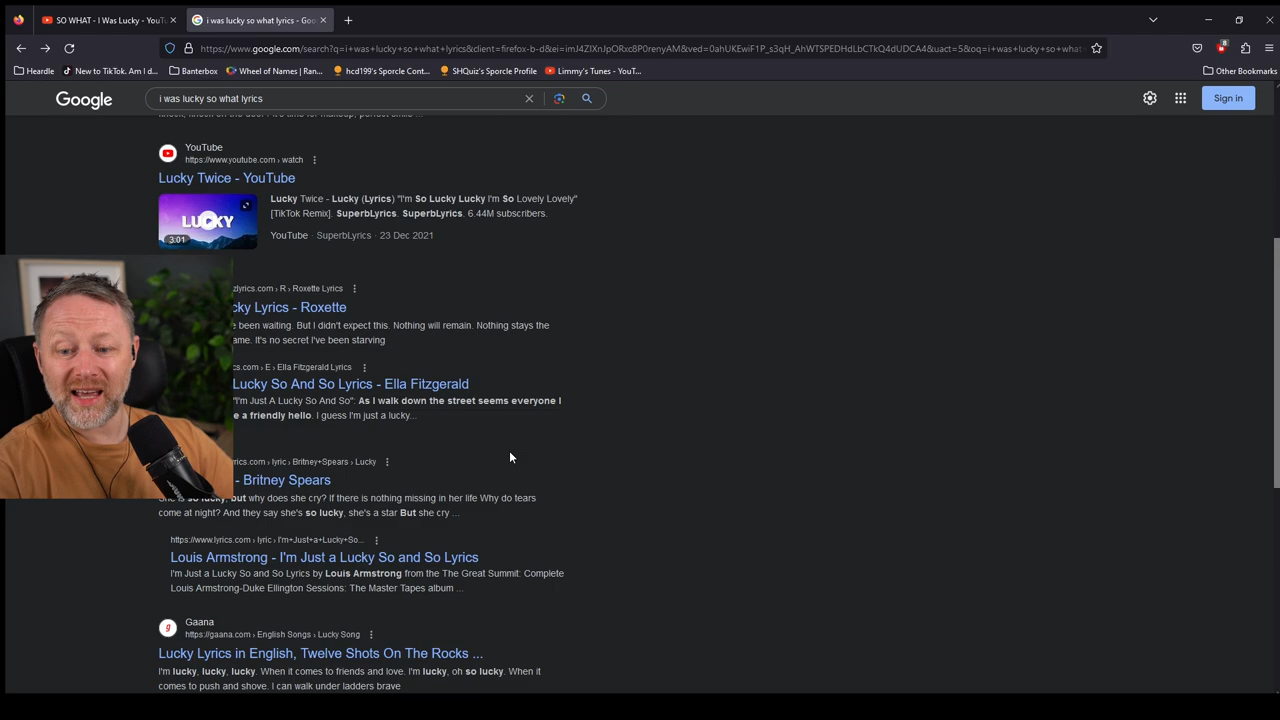 SO WHAT - I Was Lucky - YouTu
i was lucky so what lyrics - Goo
https://www.google.com/search?q=i+was+lucky+so+what+lyrics&client=firefox-b-d&ei=imJ4ZIXnJpORxc8P0renyAM&ved=0ahUKEwiF1P_s3qH_AhWTSPEDHdLbCTkQ4dUDCA4&uact=5&oq=i+was+lucky+so+what
8
Heardle
New to TikTok. Am I d...
Banterbox
Wheel of Names | Ran...
hcd199's Sporcle Cont...
SHQuiz's Sporcle Profile
Limmy's Tunes - YouT...
Other Bookmarks
Google
i was lucky so what lyrics
Sign in
YouTube
https://www.youtube.com › watch
Lucky Twice - YouTube
LUCKY
3:01
Lucky Twice - Lucky (Lyrics) "I'm So Lucky Lucky I'm So Lovely Lovely"
[TikTok Remix]. SuperbLyrics. SuperbLyrics. 6.44M subscribers.
YouTube · SuperbLyrics · 23 Dec 2021
zlyrics.com › R › Roxette Lyrics
cky Lyrics - Roxette
been waiting. But I didn't expect this. Nothing will remain. Nothing stays the
ame. It's no secret I've been starving
cs.com › E › Ella Fitzgerald Lyrics
Lucky So And So Lyrics - Ella Fitzgerald
"I'm Just A Lucky So And So": As I walk down the street seems everyone I
e a friendly hello. I guess I'm just a lucky...
rics.com › lyric › Britney+Spears › Lucky
- Britney Spears
She is so lucky, but why does she cry? If there is nothing missing in her life Why do tears
come at night? And they say she's so lucky, she's a star But she cry ...
https://www.lyrics.com › lyric › I'm+Just+a+Lucky+So...
Louis Armstrong - I'm Just a Lucky So and So Lyrics
I'm Just a Lucky So and So Lyrics by Louis Armstrong from the The Great Summit: Complete
Louis Armstrong-Duke Ellington Sessions: The Master Tapes album ...
Gaana
https://gaana.com › English Songs › Lucky Song
Lucky Lyrics in English, Twelve Shots On The Rocks ...
I'm lucky, lucky, lucky. When it comes to friends and love. I'm lucky, oh so lucky. When it
comes to push and shove. I can walk under ladders brave